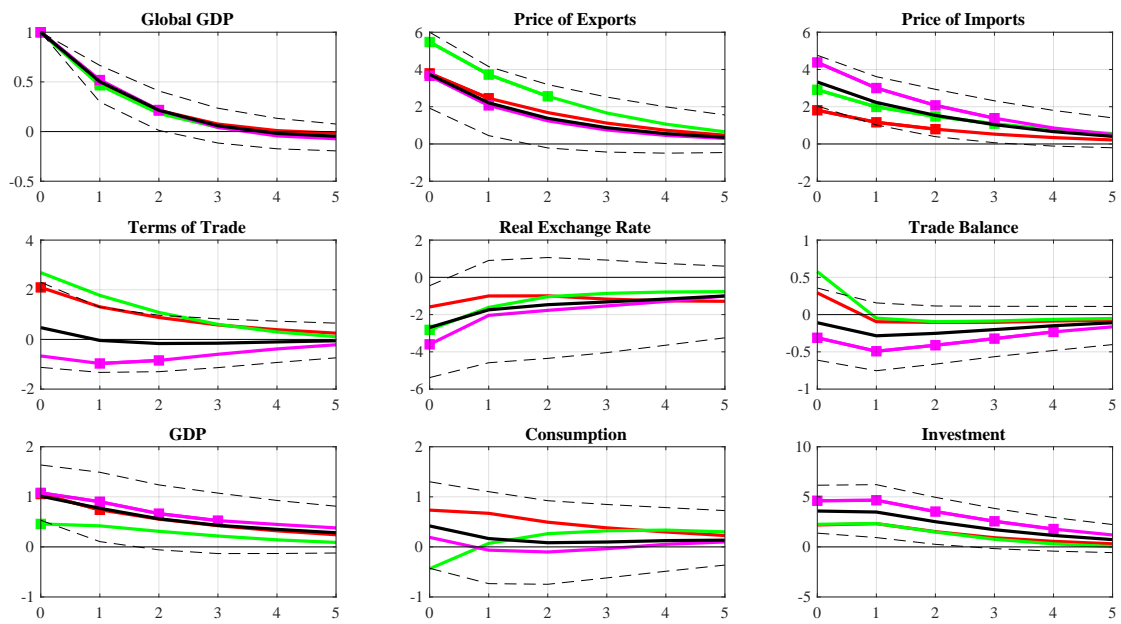 Global GDP
1
0.5
0
-0.5
0 1 2 3 4 5
Price of Exports
6
4
2
0
-2
0 1 2 3 4 5
Price of Imports
6
4
2
0
-2
0 1 2 3 4 5
Terms of Trade
4
2
0
-2
0 1 2 3 4 5
Real Exchange Rate
2
0
-2
-4
-6
0 1 2 3 4 5
Trade Balance
1
0.5
0
-0.5
-1
0 1 2 3 4 5
GDP
2
1
0
-1
0 1 2 3 4 5
Consumption
2
1
0
-1
0 1 2 3 4 5
Investment
10
5
0
-5
0 1 2 3 4 5